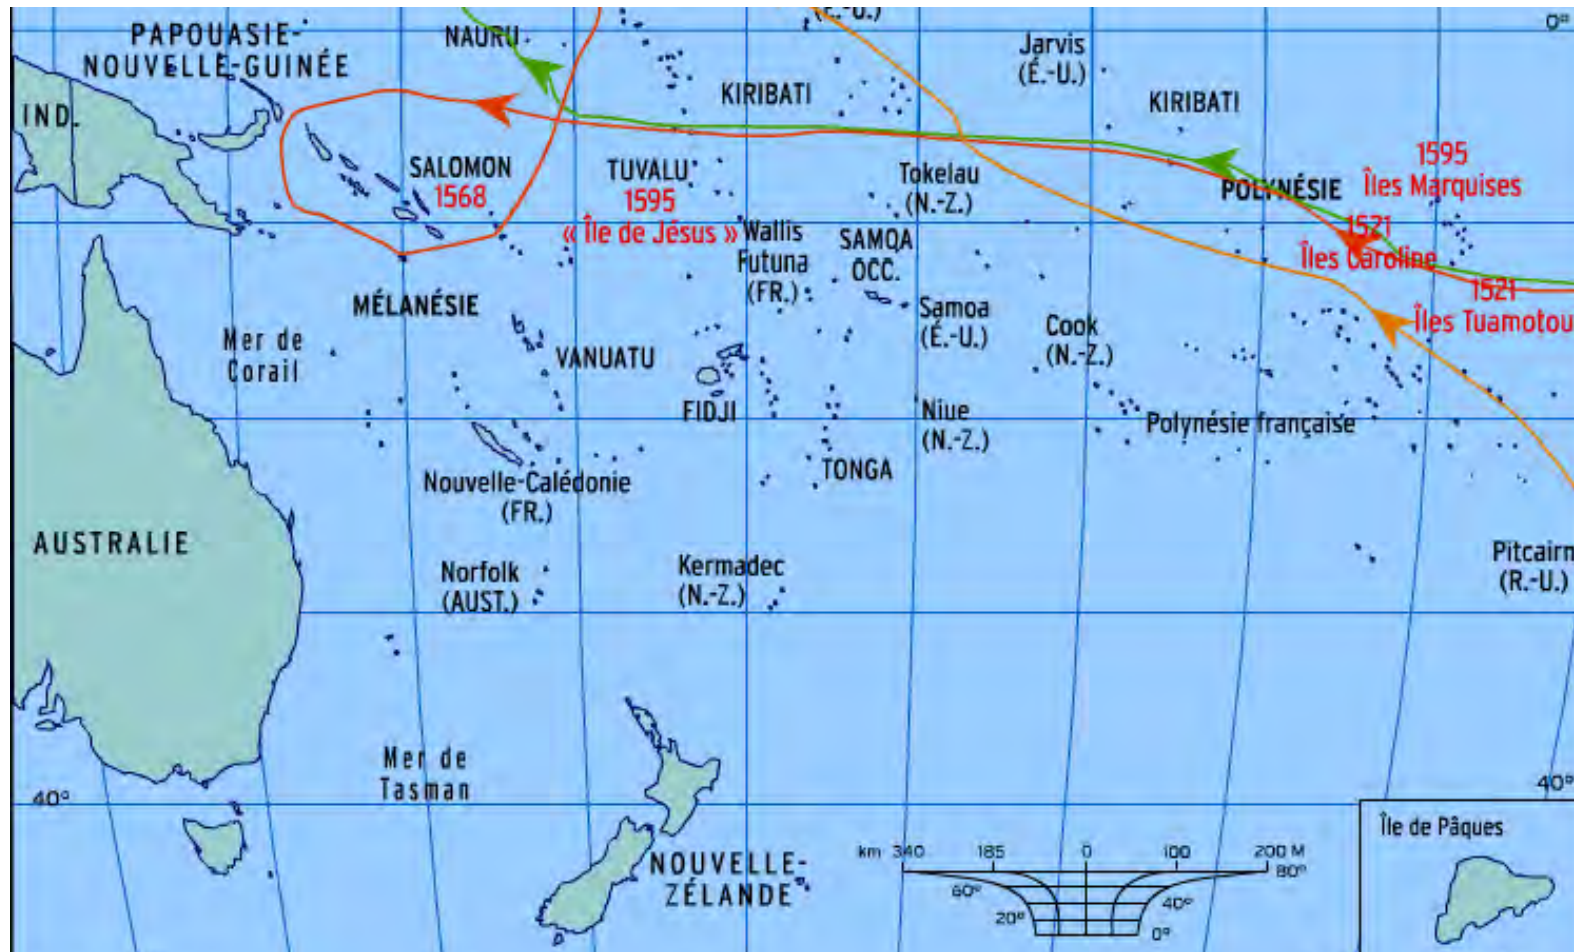 (É.-U.)
0°
PAPOUASIE-
NOUVELLE-GUINÉE
NAURU
Jarvis
(É.-U.)
KIRIBATI
KIRIBATI
IND.
SALOMON
1568
TUVALU
1595
« Île de Jésus »
Tokelau
(N.-Z.)
POLYNÉSIE
1595
Îles Marquises
1521
Îles Caroline
1521
Îles Tuamotou
Wallis
Futuna
(FR.)
SAMOA
OCC.
MÉLANÉSIE
Samoa
(É.-U.)
Cook
(N.-Z.)
Mer de
Corail
VANUATU
FIDJI
Niue
(N.-Z.)
Polynésie française
TONGA
Nouvelle-Calédonie
(FR.)
AUSTRALIE
Norfolk
(AUST.)
Kermadec
(N.-Z.)
Pitcairn
(R.-U.)
Mer de
Tasman
40°
40°
NOUVELLE-
ZÉLANDE
km 340 185 0 100 200 M
80°
60°
40°
20°
0°
Île de Pâques